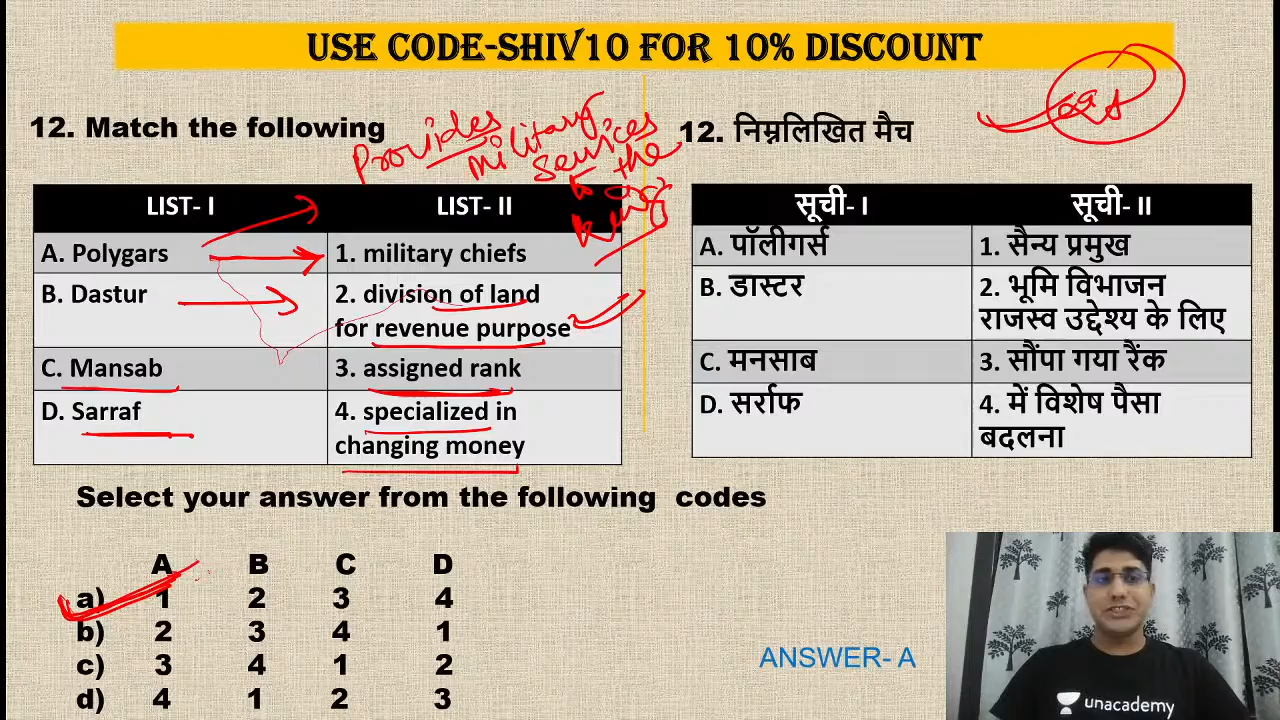 USE CODE-SHIV10 FOR 10% DISCOUNT
12. Match the following
Provides
military
services
to the
king
LIST- I LIST- II
A. Polygars 1. military chiefs
B. Dastur 2. division of land
for revenue purpose
C. Mansab 3. assigned rank
D. Sarraf 4. specialized in
changing money
12. निम्नलिखित मैच
सूची- I सूची- II
A. पॉलीगर्स 1. सैन्य प्रमुख
B. डास्टर 2. भूमि विभाजन
राजस्व उद्देश्य के लिए
C. मनसाब 3. सौंपा गया रैंक
D. सर्राफ 4. में विशेष पैसा
बदलना
Select your answer from the following codes
A B C D
a) 1 2 3 4
b) 2 3 4 1
c) 3 4 1 2
d) 4 1 2 3
ANSWER- A
unacademy